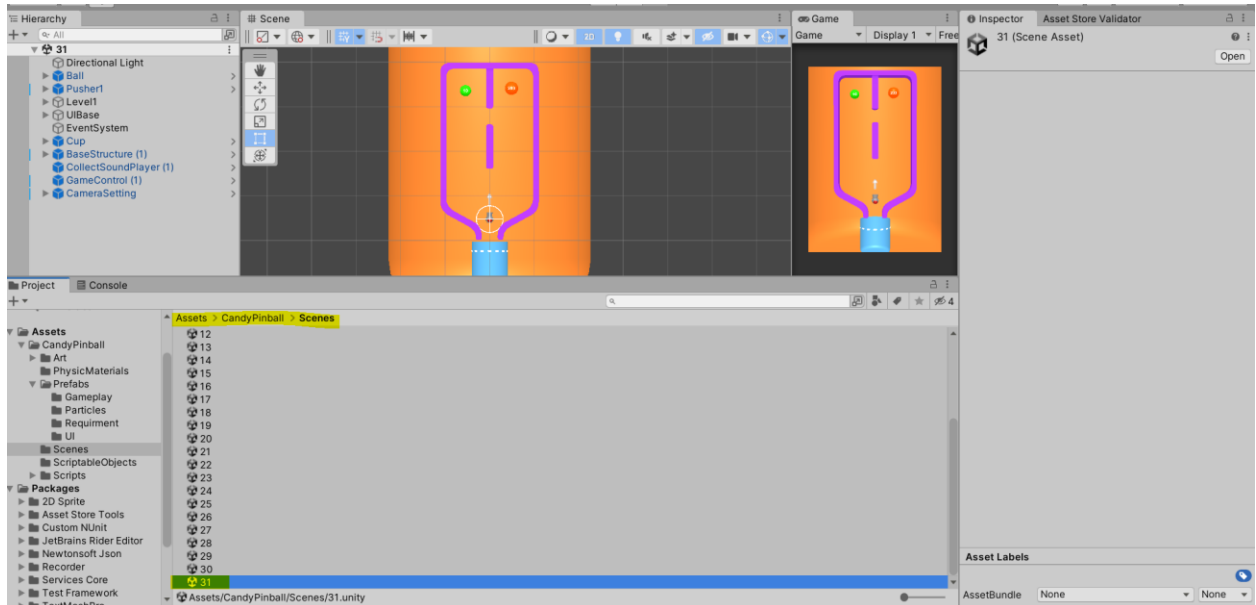 Hierarchy
All
31
Directional Light
Ball
Pusher1
Level1
UIBase
EventSystem
Cup
BaseStructure (1)
CollectSoundPlayer (1)
GameControl (1)
CameraSetting
Scene
2D
Game
Game
Display 1
Free
Inspector
Asset Store Validator
31 (Scene Asset)
Open
Project
Console
4
Assets
CandyPinball
Art
PhysicMaterials
Prefabs
Gameplay
Particles
Requirment
UI
Scenes
ScriptableObjects
Scripts
Packages
2D Sprite
Asset Store Tools
Custom NUnit
JetBrains Rider Editor
Newtonsoft Json
Recorder
Services Core
Test Framework
Assets > CandyPinball > Scenes
12
13
14
15
16
17
18
19
20
21
22
23
24
25
26
27
28
29
30
31
Assets/CandyPinball/Scenes/31.unity
Asset Labels
AssetBundle
None
None